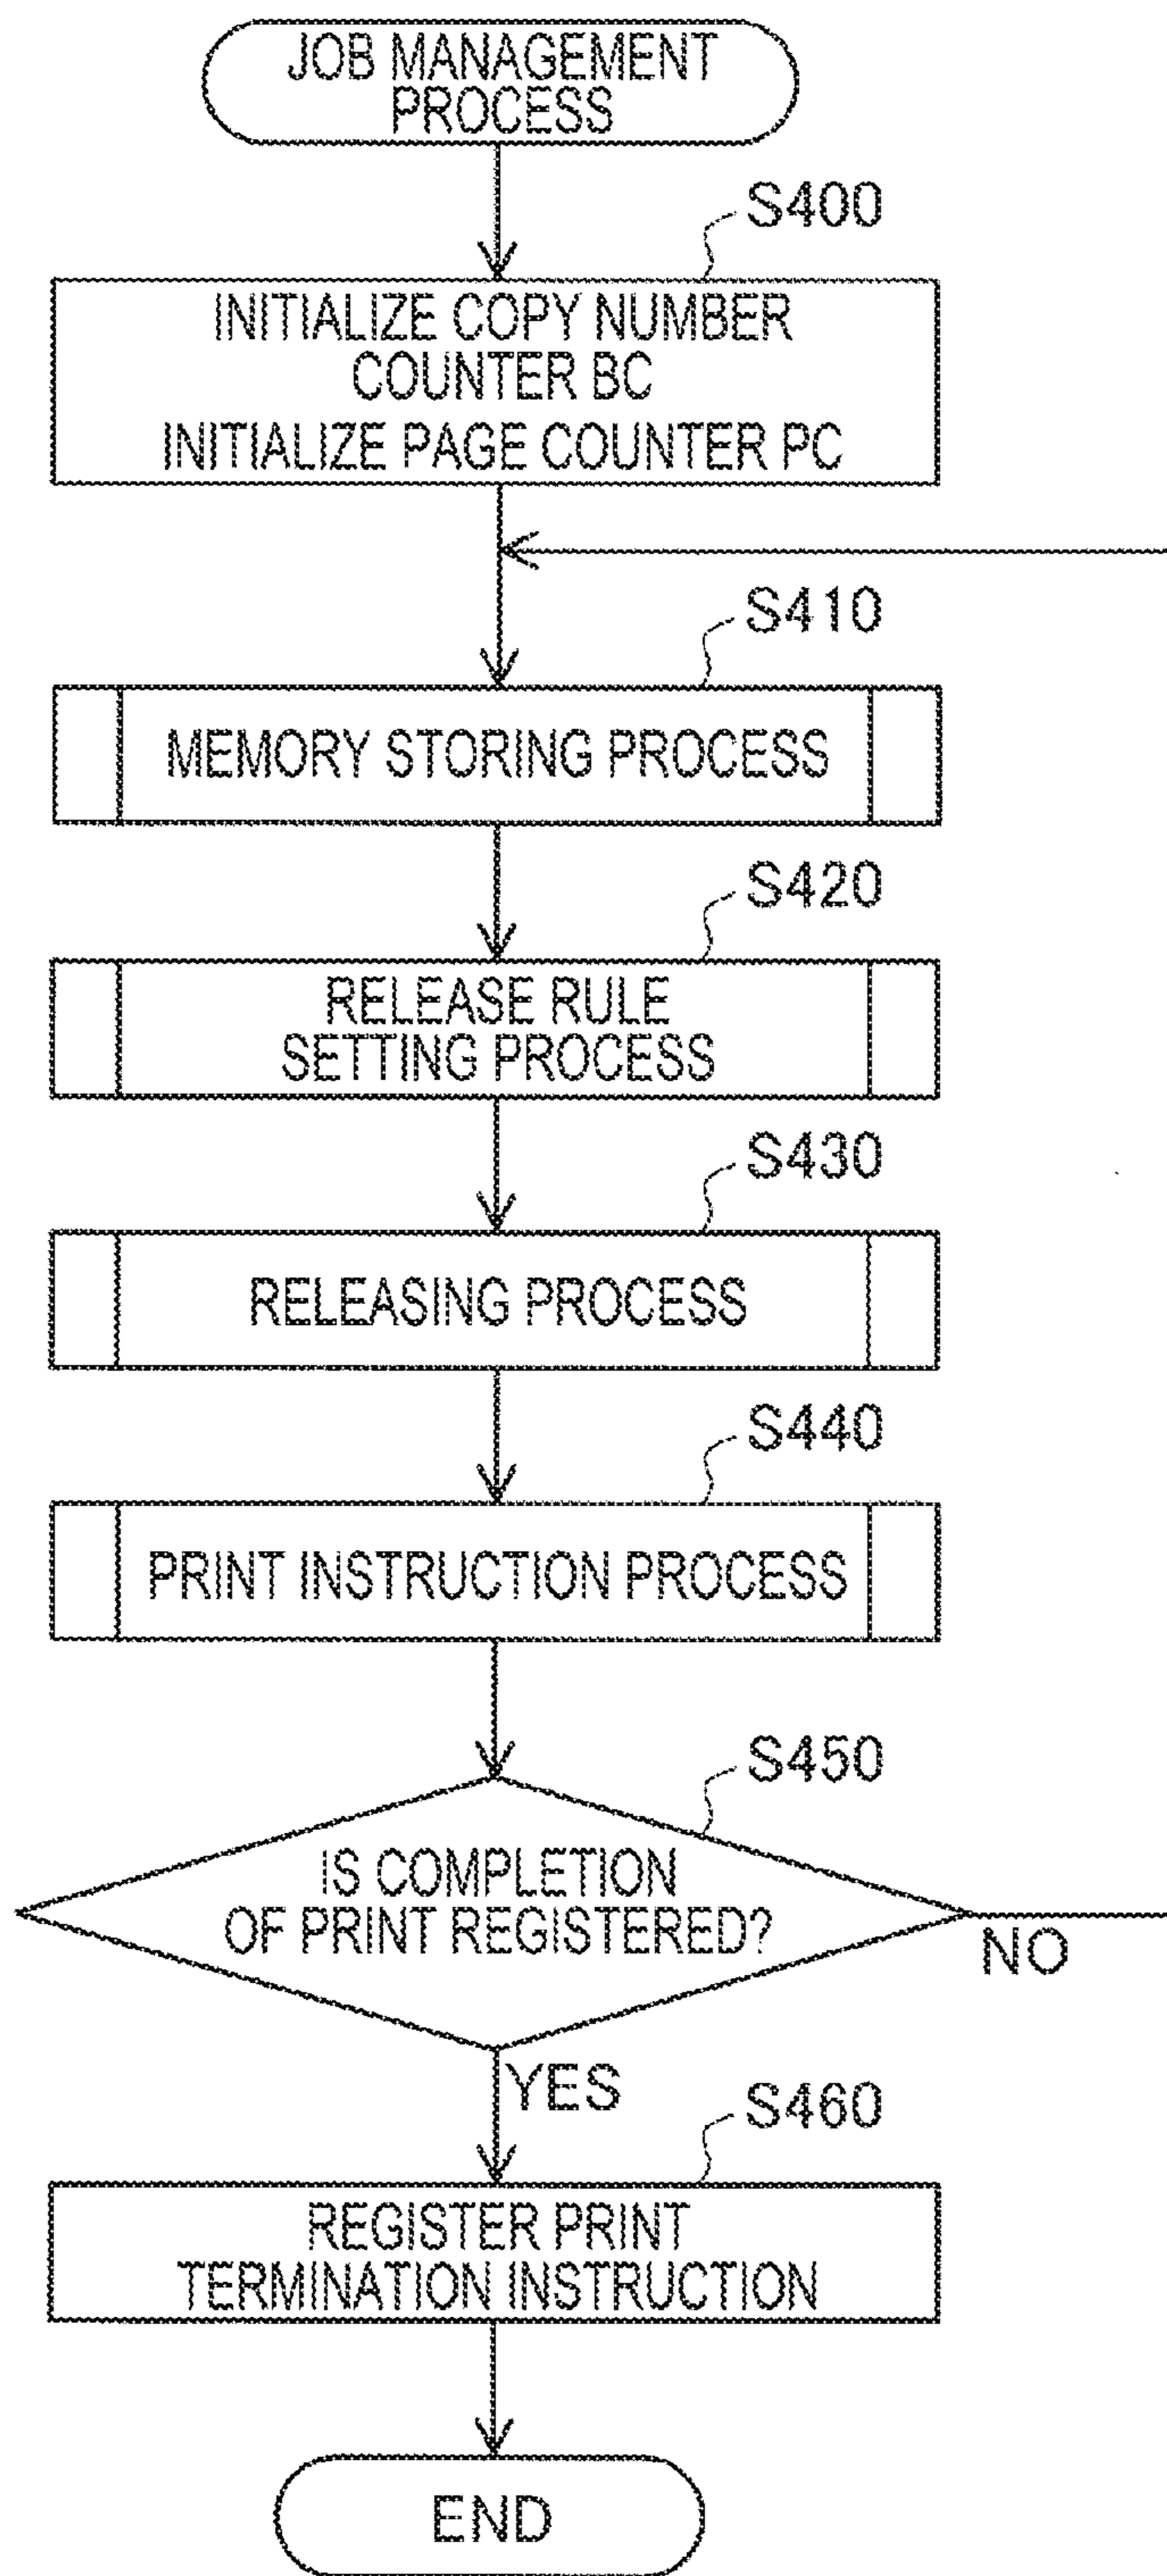 JOB MANAGEMENT
PROCESS
S400
INITIALIZE COPY NUMBER
COUNTER BC
INITIALIZE PAGE COUNTER PC
S410
MEMORY STORING PROCESS
S420
RELEASE RULE
SETTING PROCESS
S430
RELEASING PROCESS
S440
PRINT INSTRUCTION PROCESS
S450
IS COMPLETION
OF PRINT REGISTERED?
NO
YES
S460
REGISTER PRINT
TERMINATION INSTRUCTION
END